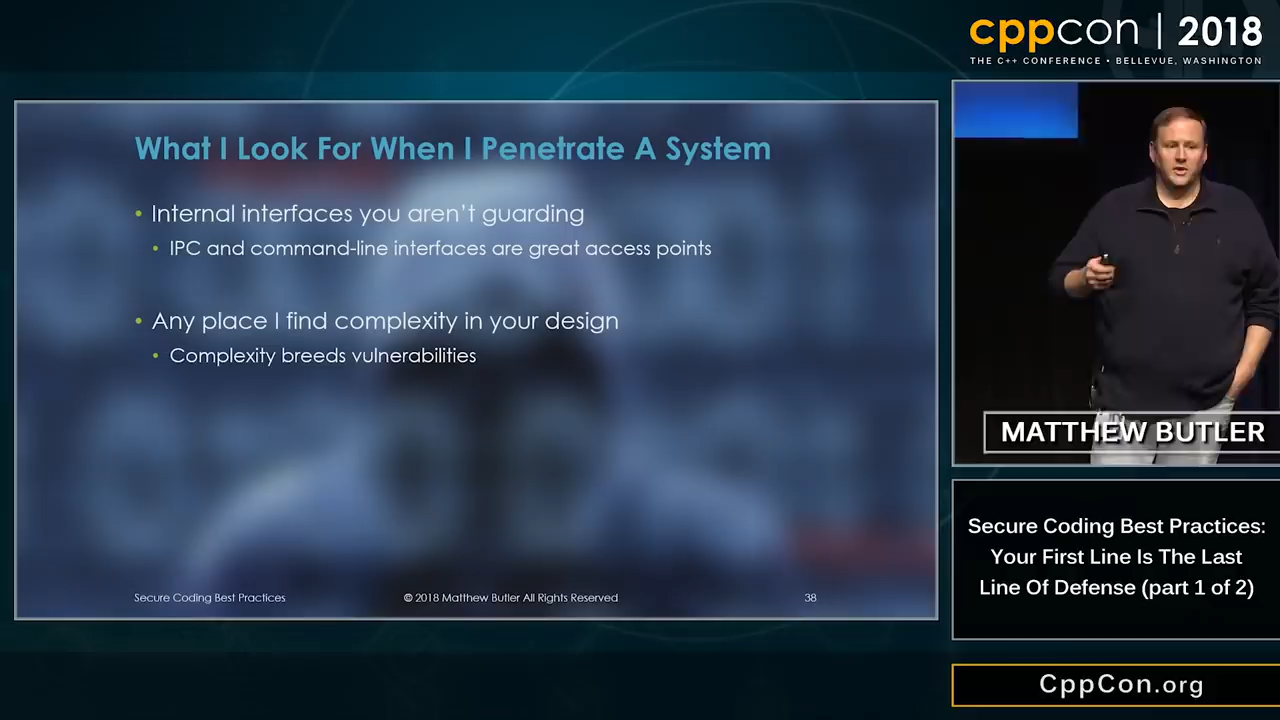 cppcon | 2018
THE C++ CONFERENCE • BELLEVUE, WASHINGTON
What I Look For When I Penetrate A System
• Internal interfaces you aren't guarding
• IPC and command-line interfaces are great access points
• Any place I find complexity in your design
• Complexity breeds vulnerabilities
Secure Coding Best Practices
© 2018 Matthew Butler All Rights Reserved
38
MATTHEW BUTLER
Secure Coding Best Practices:
Your First Line Is The Last
Line Of Defense (part 1 of 2)
CppCon.org